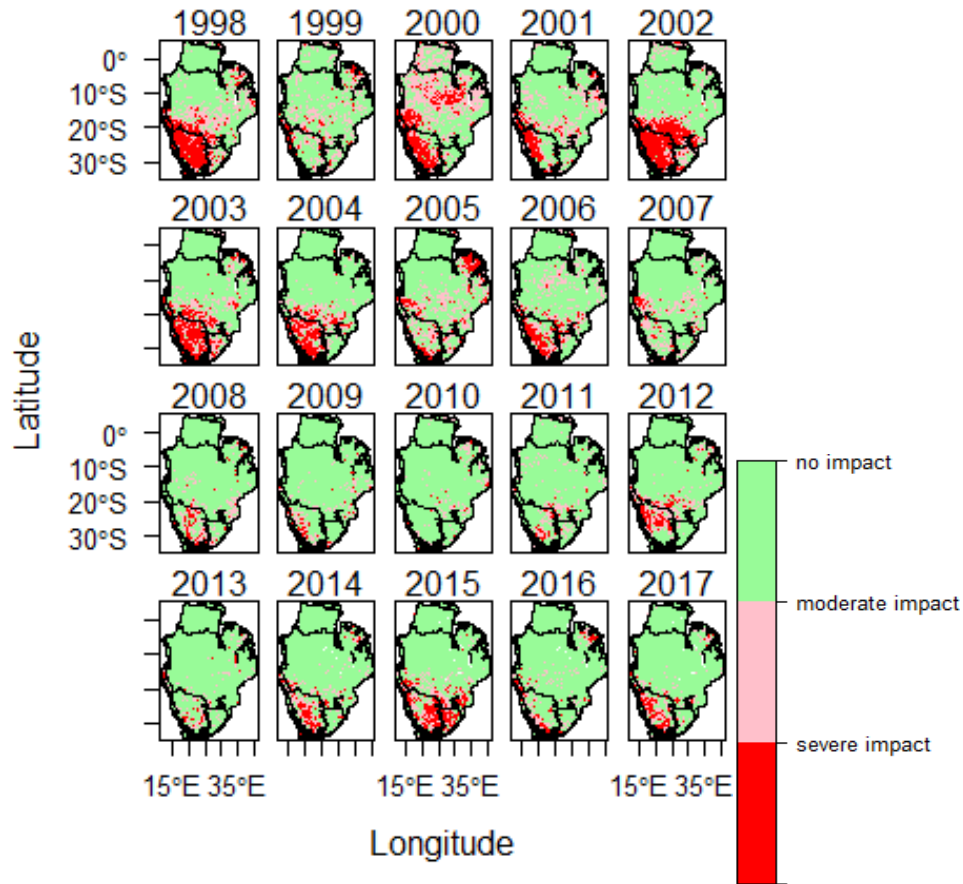 1998 1999 2000 2001 2002
0°
10°S
20°S
30°S
2003 2004 2005 2006 2007
Latitude
2008 2009 2010 2011 2012
0°
10°S
20°S
30°S
no impact
2013 2014 2015 2016 2017
moderate impact
severe impact
15°E 35°E 15°E 35°E 15°E 35°E
Longitude